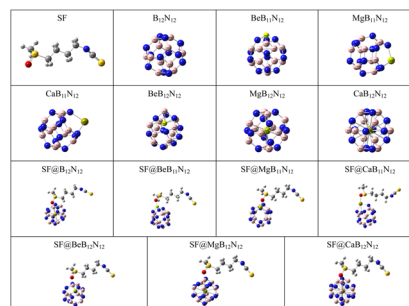 SF B₁₂N₁₂ BeB₁₁N₁₂ MgB₁₁N₁₂
CaB₁₁N₁₂ BeB₁₂N₁₂ MgB₁₂N₁₂ CaB₁₂N₁₂
SF@B₁₂N₁₂ SF@BeB₁₁N₁₂ SF@MgB₁₁N₁₂ SF@CaB₁₁N₁₂
SF@BeB₁₂N₁₂ SF@MgB₁₂N₁₂ SF@CaB₁₂N₁₂